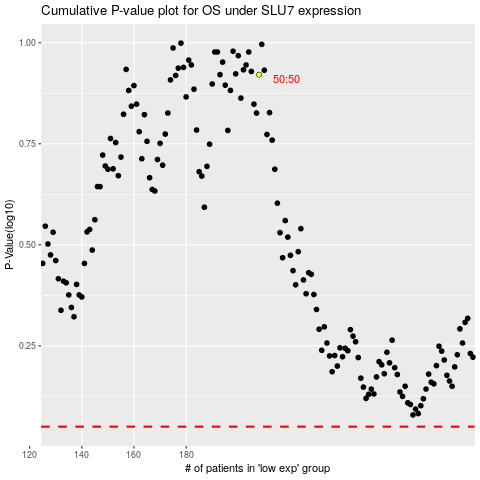 Cumulative P-value plot for OS under SLU7 expression
P-Value(log10)
1.00
0.75
0.50
0.25
50:50
120 140 160 180
# of patients in 'low exp' group